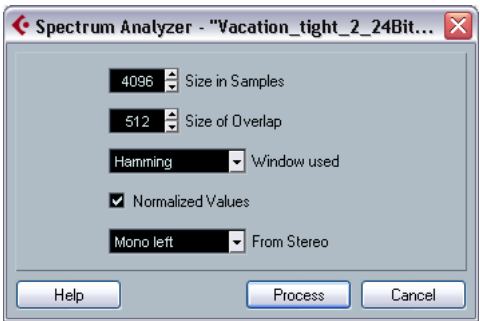 Spectrum Analyzer - "Vacation_tight_2_24Bit...
4096 Size in Samples
512 Size of Overlap
Hamming Window used
Normalized Values
Mono left From Stereo
Help Process Cancel